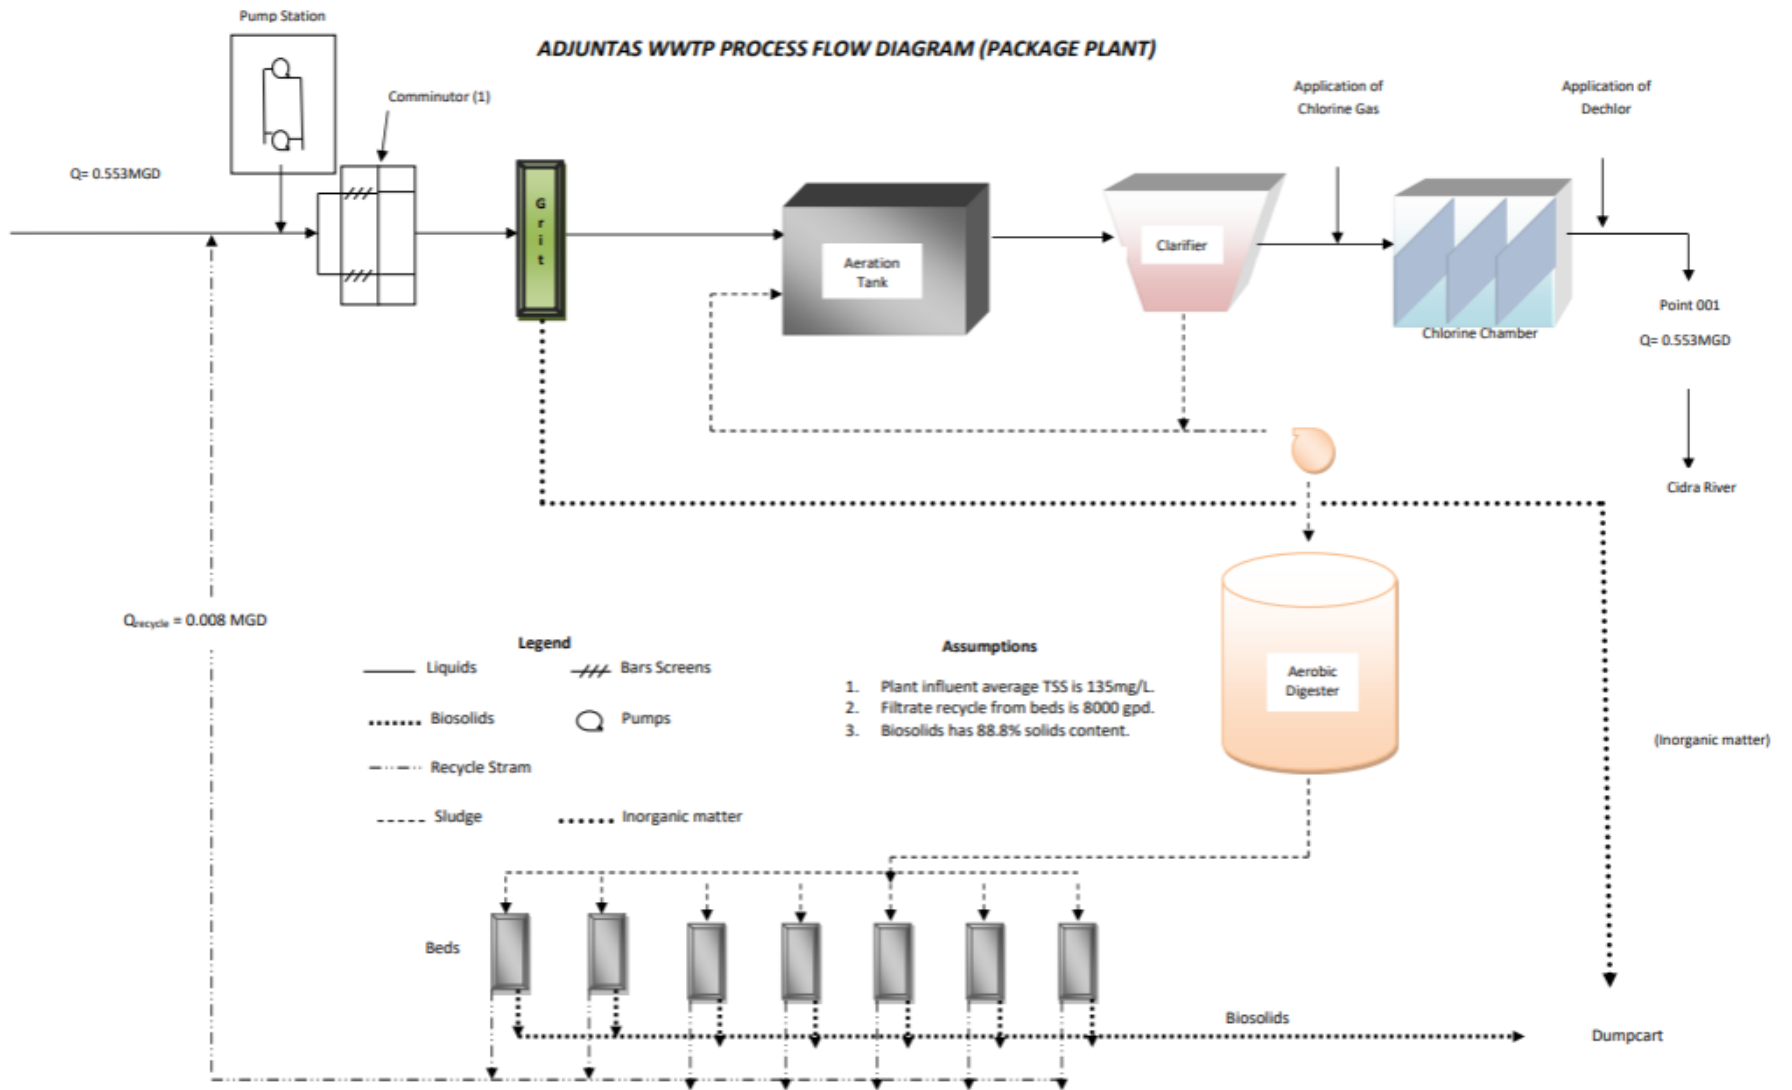 Pump Station
ADJUNTAS WWTP PROCESS FLOW DIAGRAM (PACKAGE PLANT)
Comminutor (1)
Application of
Chlorine Gas
Application of
Dechlor
Q= 0.553MGD
G
r
i
t
Aeration
Tank
Clarifier
Chlorine Chamber
Point 001
Q= 0.553MGD
Cidra River
Qrecycle = 0.008 MGD
Legend
Liquids
Bars Screens
Biosolids
Pumps
Recycle Stram
Sludge
Inorganic matter
Assumptions
1. Plant influent average TSS is 135mg/L.
2. Filtrate recycle from beds is 8000 gpd.
3. Biosolids has 88.8% solids content.
Aerobic
Digester
(Inorganic matter)
Beds
Biosolids
Dumpcart